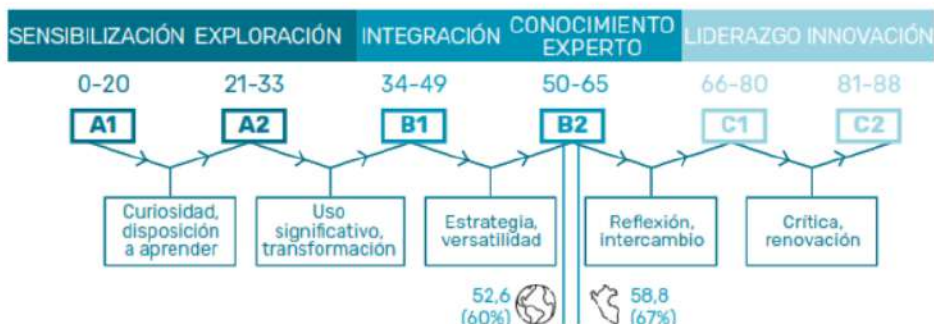 SENSIBILIZACIÓN EXPLORACIÓN INTEGRACIÓN CONOCIMIENTO EXPERTO LIDERAZGO INNOVACIÓN
0-20 21-33 34-49 50-65 66-80 81-88
A1 A2 B1 B2 C1 C2
Curiosidad,
disposición
a aprender
Uso
significativo,
transformación
Estrategia,
versatilidad
Reflexión,
intercambio
Crítica,
renovación
52,6
(60%)
58,8
(67%)